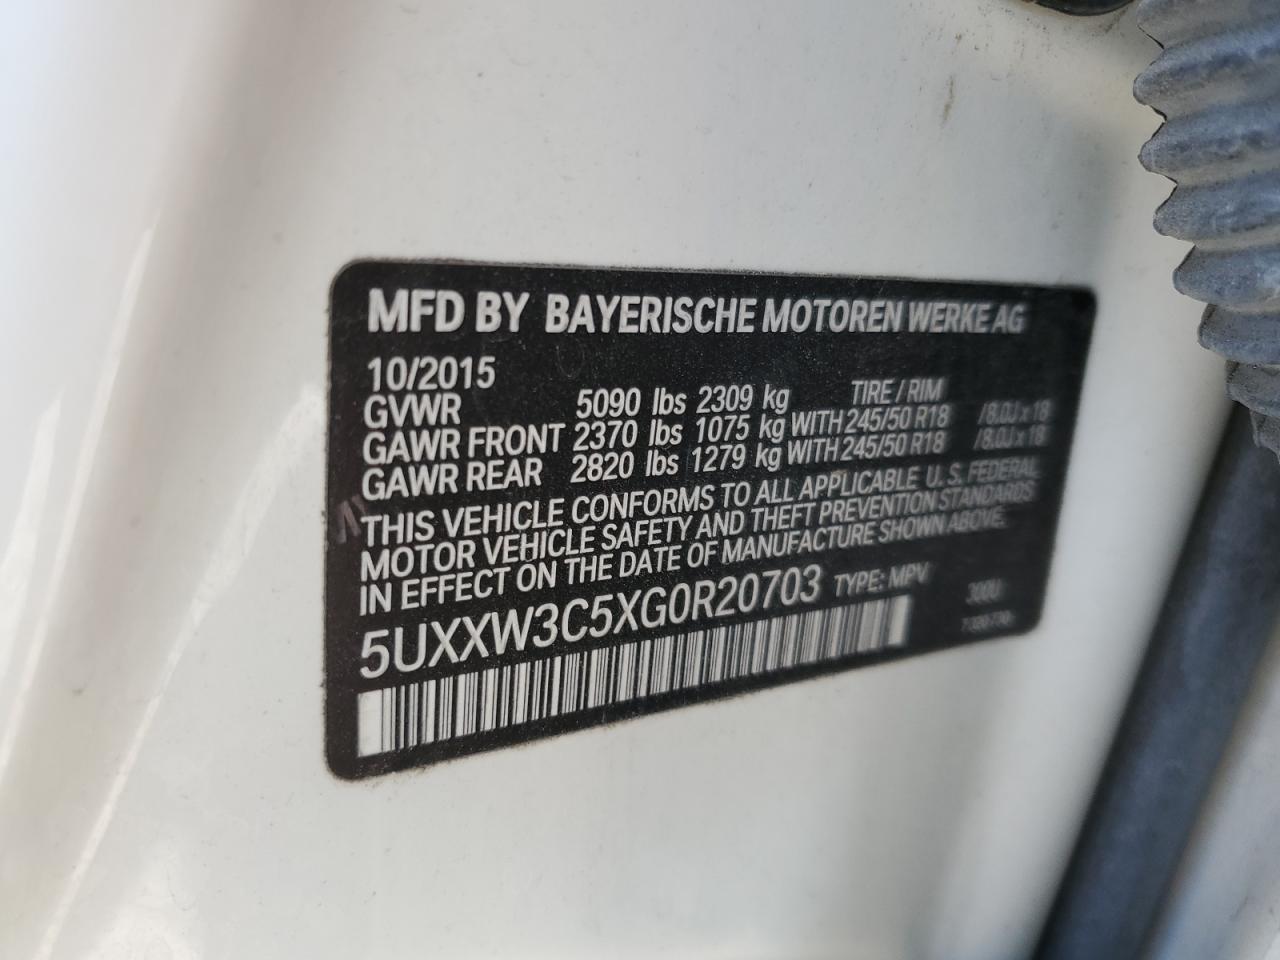 MFD BY BAYERISCHE MOTOREN WERKE AG
10/2015
GVWR 5090 lbs 2309 kg TIRE / RIM
GAWR FRONT 2370 lbs 1075 kg WITH 245/50 R18 /8.0J x 18
GAWR REAR 2820 lbs 1279 kg WITH 245/50 R18 /8.0J x 18
THIS VEHICLE CONFORMS TO ALL APPLICABLE U. S. FEDERAL
MOTOR VEHICLE SAFETY AND THEFT PREVENTION STANDARDS
IN EFFECT ON THE DATE OF MANUFACTURE SHOWN ABOVE.
5UXXW3C5XG0R20703 TYPE: MPV 300U